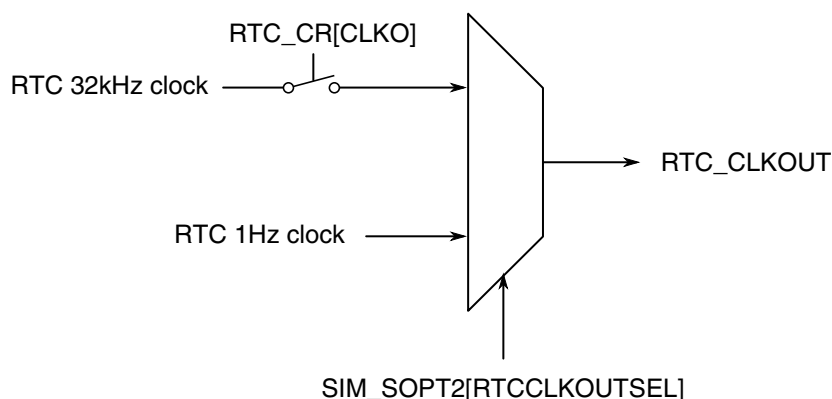 RTC_CR[CLKO]
RTC 32kHz clock
RTC_CLKOUT
RTC 1Hz clock
SIM_SOPT2[RTCCLKOUTSEL]